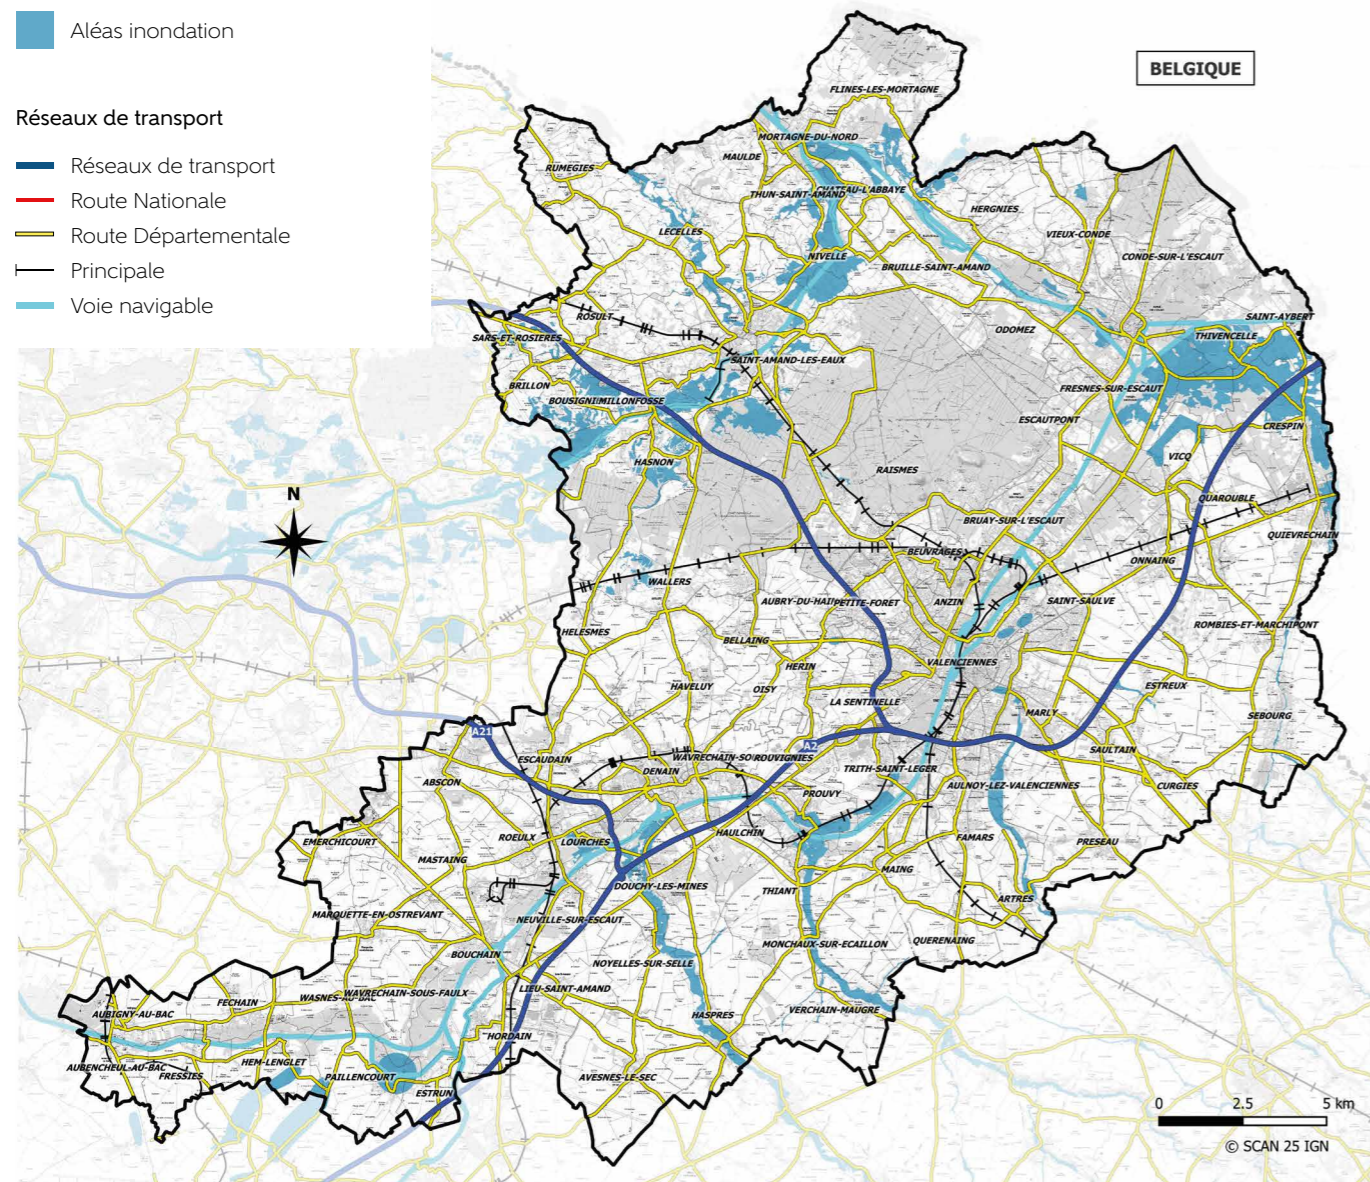 Aléas inondation
Réseaux de transport
Réseaux de transport
Route Nationale
Route Départementale
Principale
Voie navigable
BELGIQUE
FLINES-LES-MORTAGNE
MORTAGNE-DU-NORD
MAULDE
RUMEGIES
CHATEAU-L'ABBAYE
THUN-SAINT-AMAND
HERGNIES
LECELLES
VIEUX-CONDE
NIVELLE
CONDE-SUR-L'ESCAUT
BRUILLE-SAINT-AMAND
ROSULT
SAINT-AYBERT
ODOMEZ
SARS-ET-ROSIERES
THIVENCELLE
SAINT-AMAND-LES-EAUX
BRILLON
FRESNES-SUR-ESCAUT
BOUSIGNI
MILLONFOSSE
ESCAUTPONT
CRESPIN
HASNON
VICQ
RAISMES
N
QUAROUBLE
BRUAY-SUR-L'ESCAUT
QUIEVRECHAIN
BEUVRAGES
ONNAING
WALLERS
AUBRY-DU-HAI
PETITE-FORET
ANZIN
SAINT-SAULVE
ROMBIES-ET-MARCHIPONT
HELESMES
BELLAING
VALENCIENNES
HERIN
HAVELUY
OISY
ESTREUX
LA SENTINELLE
MARLY
SEBOURG
A21
A2
SAULTAIN
ESCAUDAIN
WAVRECHAIN-SO
ROUVIGNIES
DENAIN
TRITH-SAINT-LEGER
ABSCON
AULNOY-LEZ-VALENCIENNES
CURGIES
PROUVY
HAULCHIN
ROEULX
LOURCHES
FAMARS
EMERCHICOURT
PRESEAU
MASTAING
MAING
DOUCHY-LES-MINES
THIANT
ARTRES
MARQUETTE-EN-OSTREVANT
NEUVILLE-SUR-ESCAUT
MONCHAUX-SUR-ECAILLON
QUERENAING
BOUCHAIN
NOYELLES-SUR-SELLE
LIEU-SAINT-AMAND
WAVRECHAIN-SOUS-FAULX
WASNES-AU-BAC
FECHAIN
VERCHAIN-MAUGRE
AUBIGNY-AU-BAC
HASPRES
HORDAIN
HEM-LENGLET
AUBENCHEUL-AU-BAC
FRESSIES
PAILLENCOURT
AVESNES-LE-SEC
ESTRUN
0 2.5 5 km
© SCAN 25 IGN